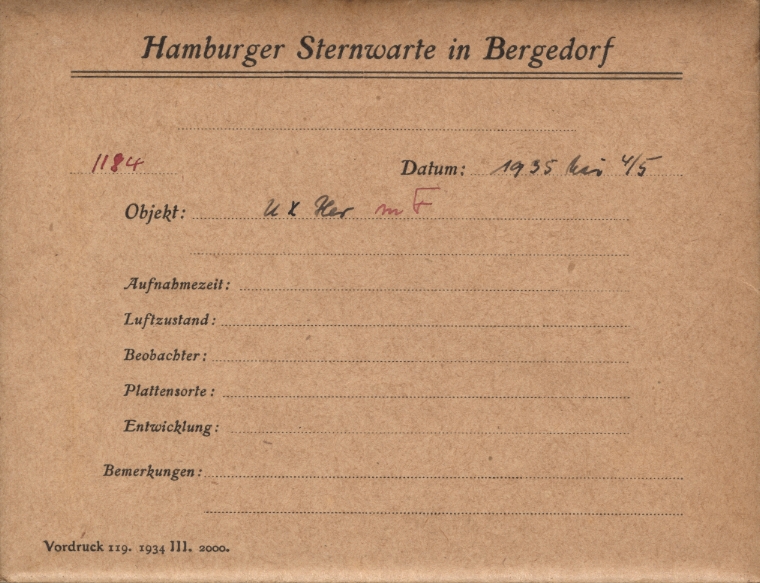 Hamburger Sternwarte in Bergedorf
1184 Datum: 1935 Mai 4/5
Objekt: UX Her m F
Aufnahmezeit:
Luftzustand:
Beobachter:
Plattensorte:
Entwicklung:
Bemerkungen:
Vordruck 119. 1934 III. 2000.